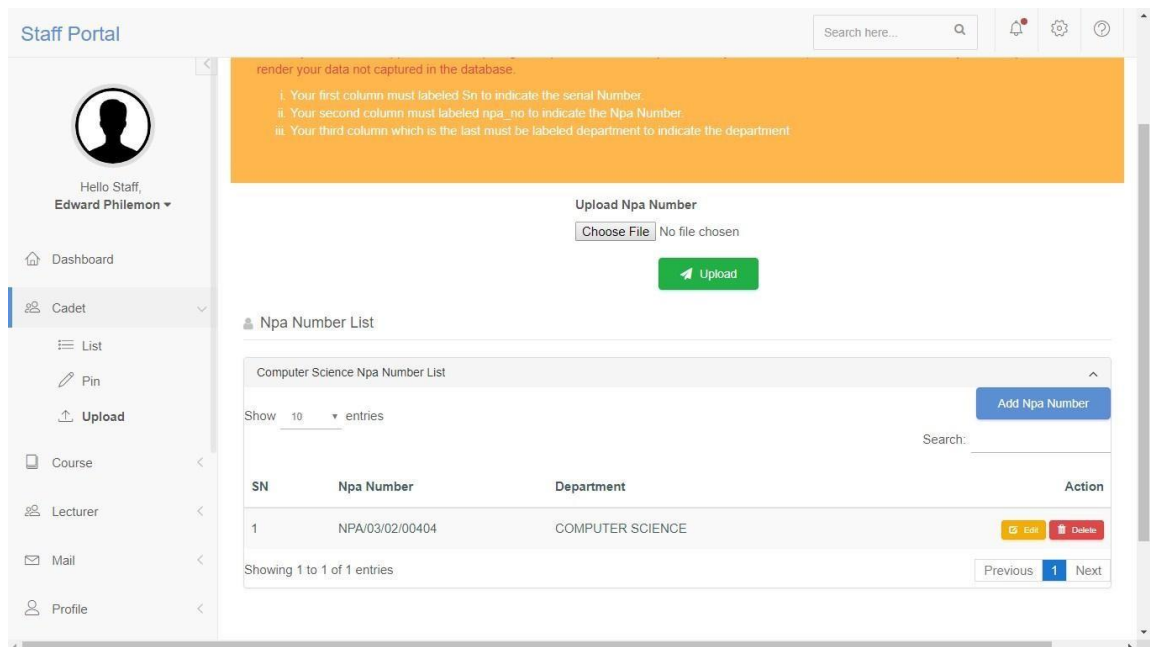 Staff Portal
Search here...
render your data not captured in the database.
i. Your first column must labeled Sn to indicate the serial Number.
ii. Your second column must labeled npa_no to indicate the Npa Number.
iii. Your third column which is the last must be labeled department to indicate the department
Hello Staff,
Edward Philemon
Dashboard
Cadet
List
Pin
Upload
Course
Lecturer
Mail
Profile
Upload Npa Number
Choose File No file chosen
Upload
Npa Number List
Computer Science Npa Number List
Add Npa Number
Show 10 entries
Search:
SN Npa Number Department Action
1 NPA/03/02/00404 COMPUTER SCIENCE Edit Delete
Showing 1 to 1 of 1 entries
Previous 1 Next